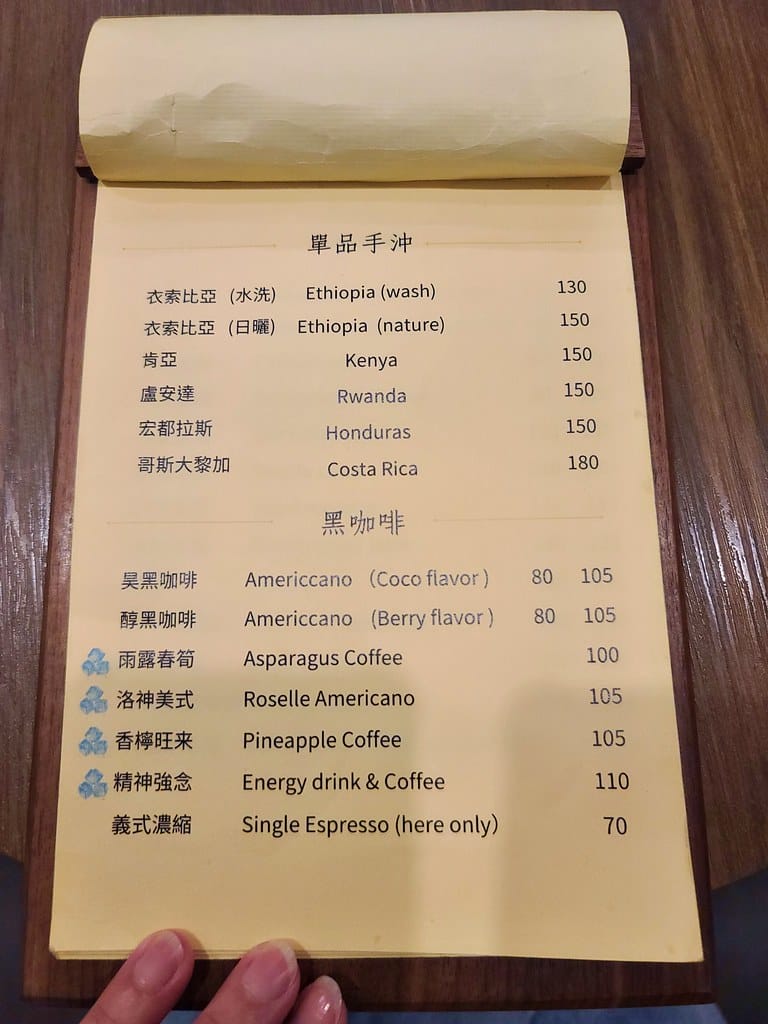 單品手沖
衣索比亞 (水洗) Ethiopia (wash) 130
衣索比亞 (日曬) Ethiopia (nature) 150
肯亞 Kenya 150
盧安達 Rwanda 150
宏都拉斯 Honduras 150
哥斯大黎加 Costa Rica 180
黑咖啡
昊黑咖啡 Americcano (Coco flavor ) 80 105
醇黑咖啡 Americcano (Berry flavor ) 80 105
雨露春筍 Asparagus Coffee 100
洛神美式 Roselle Americano 105
香檸旺来 Pineapple Coffee 105
精神強念 Energy drink & Coffee 110
義式濃縮 Single Espresso (here only) 70